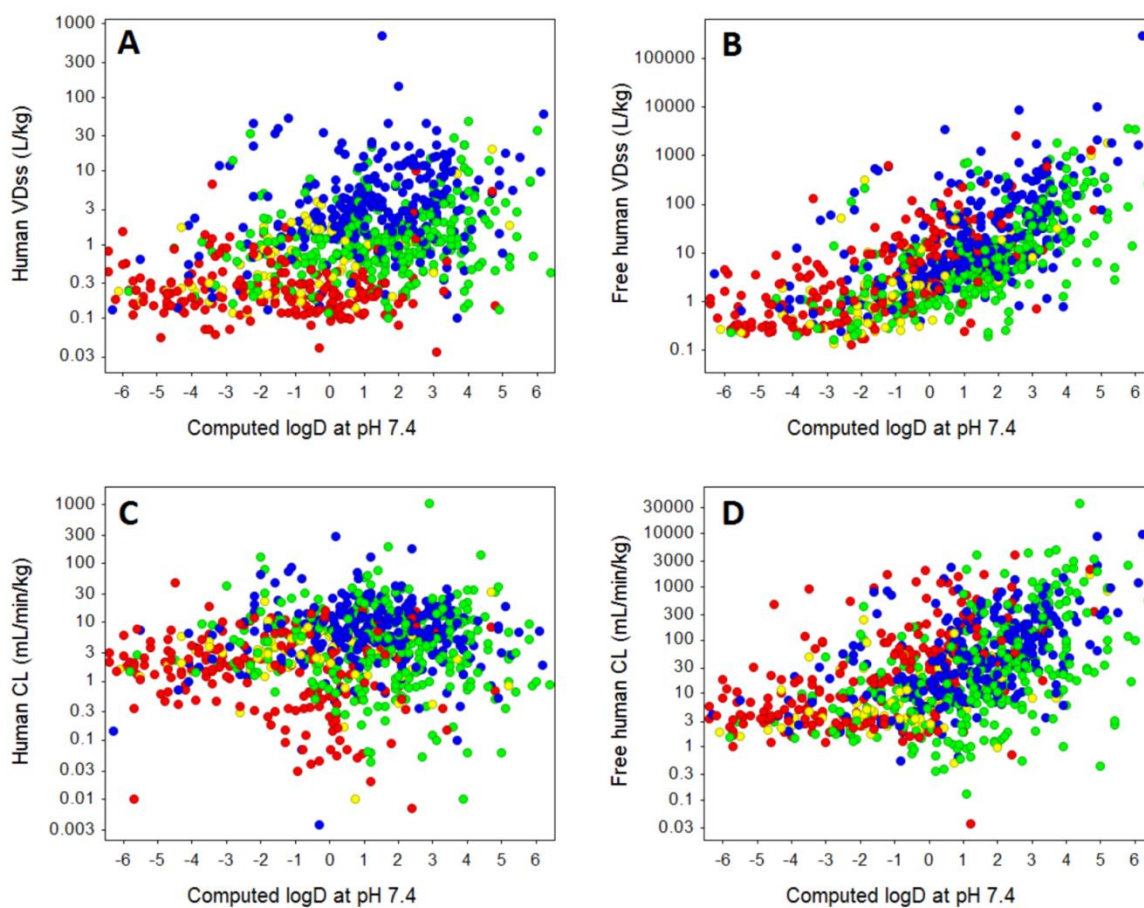 A
Human VDss (L/kg)
1000
300
100
30
10
3
1
0.3
0.1
0.03
-6 -5 -4 -3 -2 -1 0 1 2 3 4 5 6
Computed logD at pH 7.4
B
Free human VDss (L/kg)
100000
10000
1000
100
10
1
0.1
-6 -5 -4 -3 -2 -1 0 1 2 3 4 5 6
Computed logD at pH 7.4
C
Human CL (mL/min/kg)
1000
300
100
30
10
3
1
0.3
0.1
0.03
0.01
0.003
-6 -5 -4 -3 -2 -1 0 1 2 3 4 5 6
Computed logD at pH 7.4
D
Free human CL (mL/min/kg)
30000
10000
3000
1000
300
100
30
10
3
1
0.3
0.1
0.03
-6 -5 -4 -3 -2 -1 0 1 2 3 4 5 6
Computed logD at pH 7.4